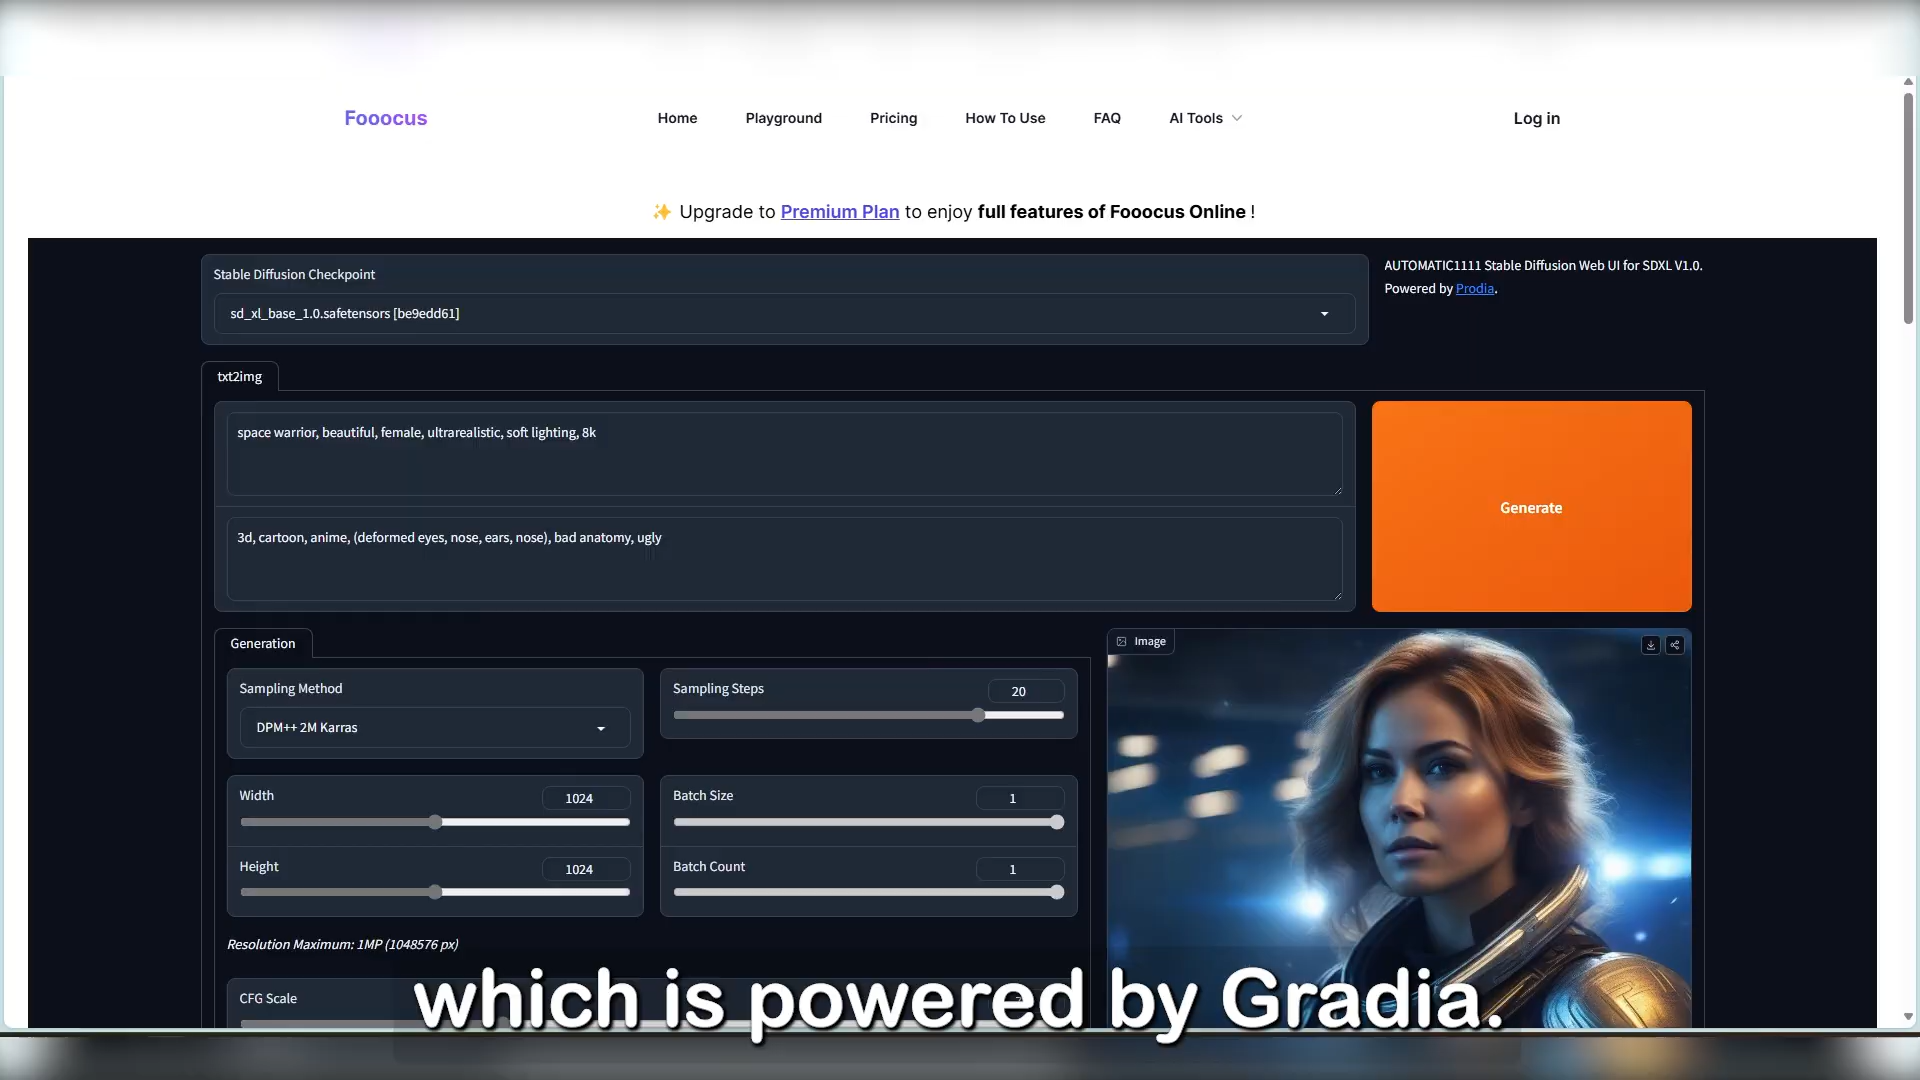 Fooocus
Home Playground Pricing How To Use FAQ AI Tools
Log in
✨ Upgrade to Premium Plan to enjoy full features of Fooocus Online !
Stable Diffusion Checkpoint
sd_xl_base_1.0.safetensors [be9edd61]
AUTOMATIC1111 Stable Diffusion Web UI for SDXL V1.0.
Powered by Prodia.
txt2img
space warrior, beautiful, female, ultrarealistic, soft lighting, 8k
3d, cartoon, anime, (deformed eyes, nose, ears, nose), bad anatomy, ugly
Generate
Generation
Image
Sampling Method
DPM++ 2M Karras
Sampling Steps
20
Width
1024
Batch Size
1
Height
1024
Batch Count
1
Resolution Maximum: 1MP (1048576 px)
CFG Scale
which is powered by Gradia.